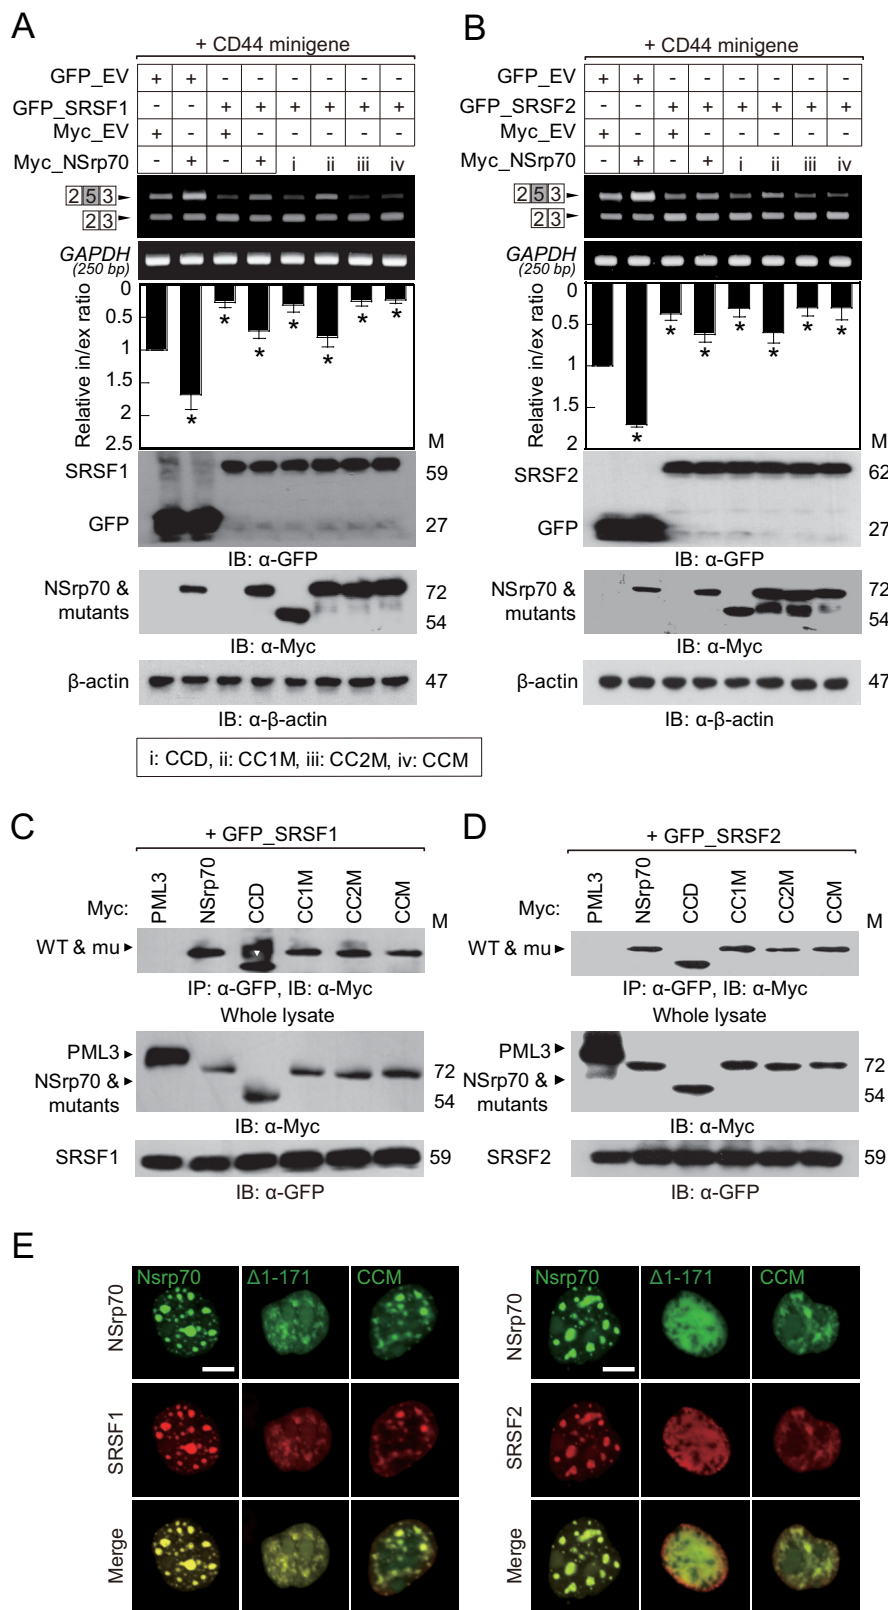 A
+ CD44 minigene
GFP_EV + + - - - - - -
GFP_SRSF1 - - + + + + + +
Myc_EV + - + - - - - -
Myc_NSrp70 - + - + i ii iii iv
2 5 3
2 3
GAPDH
(250 bp)
Relative in/ex ratio
0
0.5
1
1.5
2
2.5
* * * * * * *
M
SRSF1 59
GFP 27
IB: α-GFP
NSrp70 & mutants 72
54
IB: α-Myc
β-actin 47
IB: α-β-actin
i: CCD, ii: CC1M, iii: CC2M, iv: CCM
B
+ CD44 minigene
GFP_EV + + - - - - - -
GFP_SRSF2 - - + + + + + +
Myc_EV + - + - - - - -
Myc_NSrp70 - + - + i ii iii iv
2 5 3
2 3
GAPDH
(250 bp)
Relative in/ex ratio
0
0.5
1
1.5
2
* * * * * * *
M
SRSF2 62
GFP 27
IB: α-GFP
NSrp70 & mutants 72
54
IB: α-Myc
β-actin 47
IB: α-β-actin
C
+ GFP_SRSF1
Myc: PML3 NSrp70 CCD CC1M CC2M CCM M
WT & mu
IP: α-GFP, IB: α-Myc
Whole lysate
PML3
NSrp70 & mutants
72
54
IB: α-Myc
SRSF1 59
IB: α-GFP
D
+ GFP_SRSF2
Myc: PML3 NSrp70 CCD CC1M CC2M CCM M
WT & mu
IP: α-GFP, IB: α-Myc
Whole lysate
PML3
NSrp70 & mutants
72
54
IB: α-Myc
SRSF2 59
IB: α-GFP
E
Nsrp70 Δ1-171 CCM
NSrp70
SRSF1
Merge
Nsrp70 Δ1-171 CCM
NSrp70
SRSF2
Merge